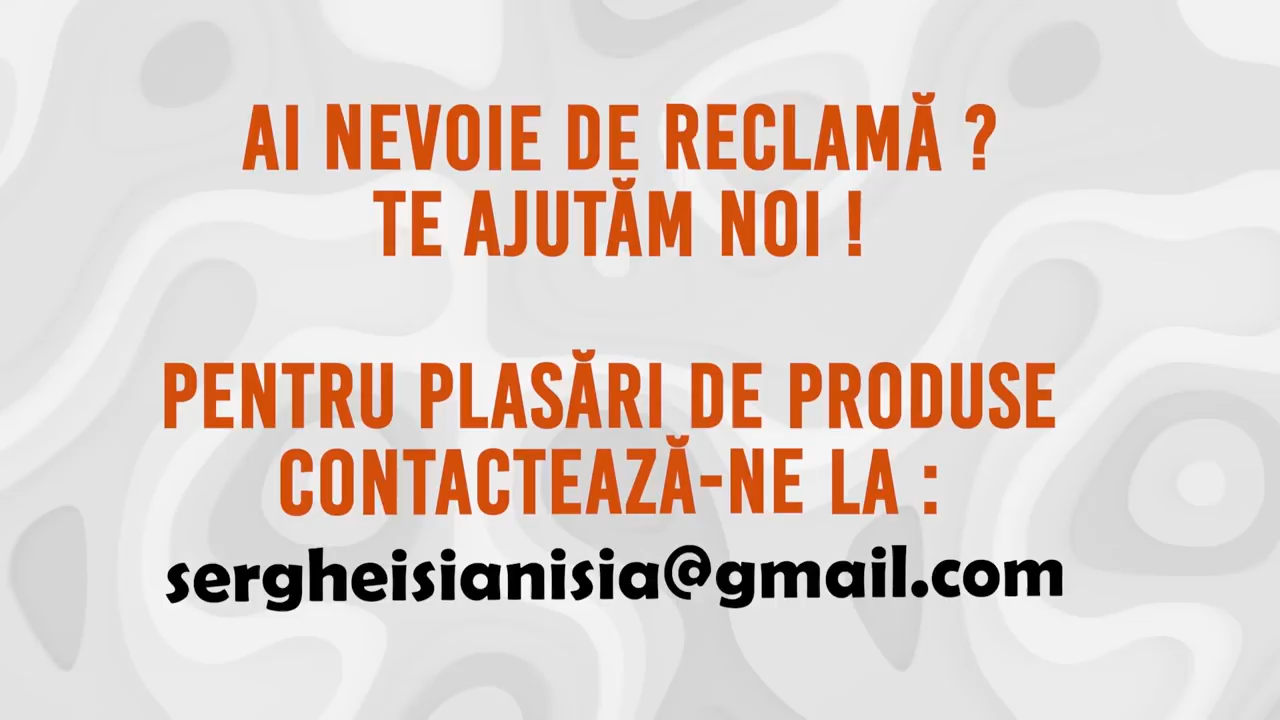 AI NEVOIE DE RECLAMĂ ?
TE AJUTĂM NOI !
PENTRU PLASĂRI DE PRODUSE
CONTACTEAZĂ-NE LA :
sergheisianisia@gmail.com